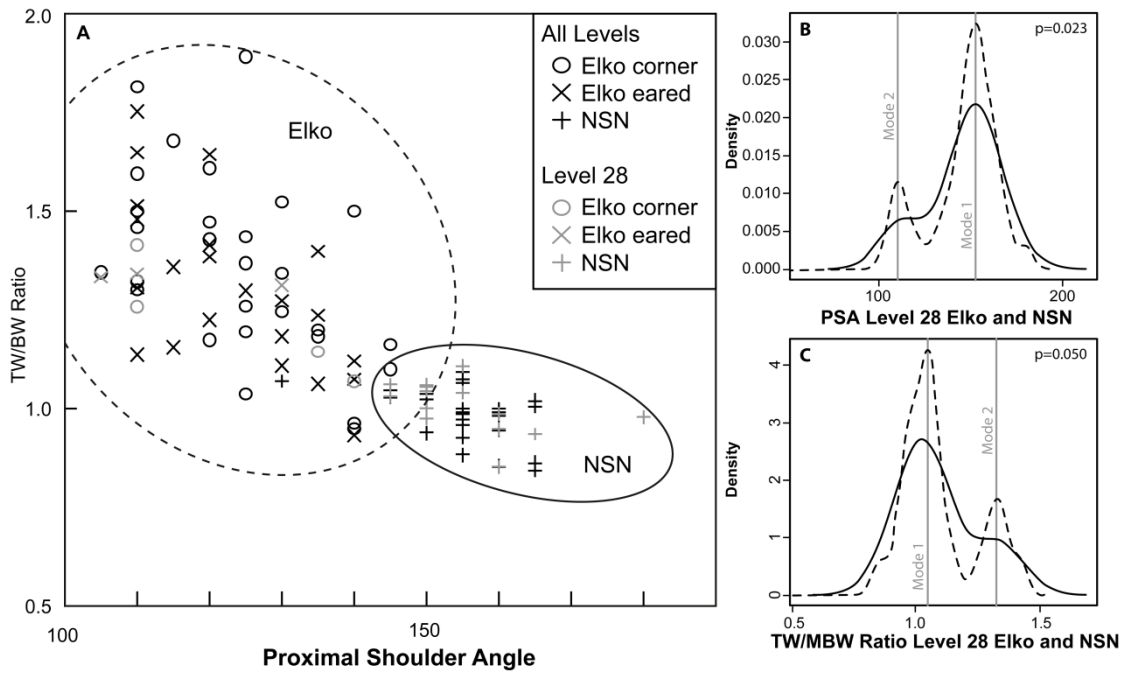 A
2.0
1.5
1.0
0.5
TW/BW Ratio
100
150
Proximal Shoulder Angle
Elko
NSN
All Levels
Elko corner
Elko eared
NSN
Level 28
Elko corner
Elko eared
NSN
B
p=0.023
0.030
0.025
0.020
0.015
0.010
0.005
0.000
Density
Mode 2
Mode 1
100
200
PSA Level 28 Elko and NSN
C
p=0.050
4
3
2
1
0
Density
Mode 1
Mode 2
0.5
1.0
1.5
TW/MBW Ratio Level 28 Elko and NSN